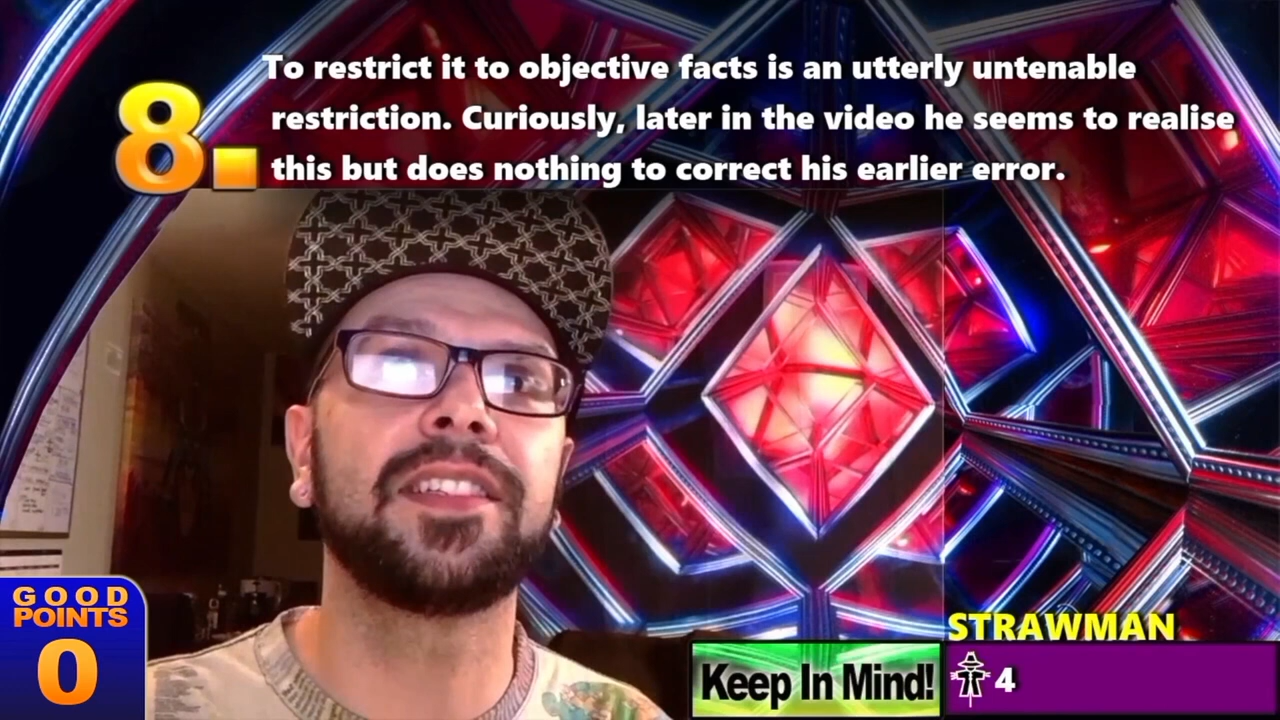 8. To restrict it to objective facts is an utterly untenable
restriction. Curiously, later in the video he seems to realise
this but does nothing to correct his earlier error.
GOOD
POINTS
0
Keep In Mind!
STRAWMAN
4